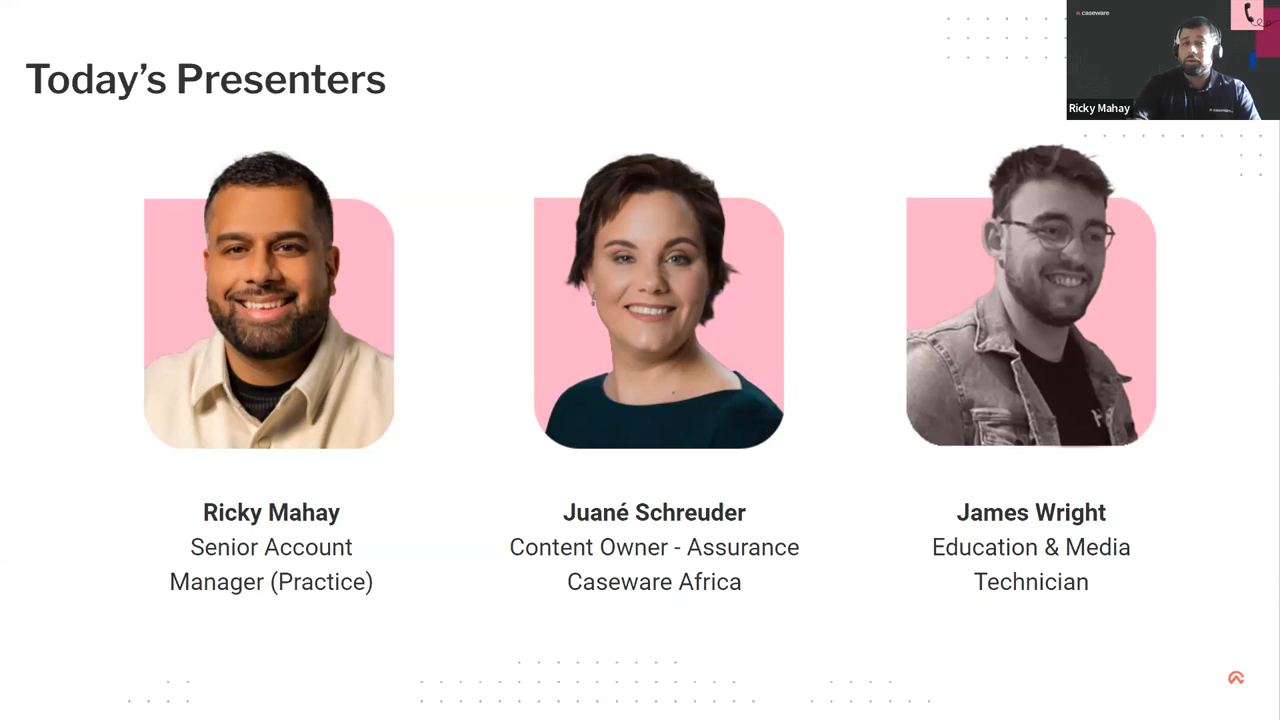 caseware
Ricky Mahay
Today's Presenters
Ricky Mahay
Senior Account
Manager (Practice)
Juané Schreuder
Content Owner - Assurance
Caseware Africa
James Wright
Education & Media
Technician